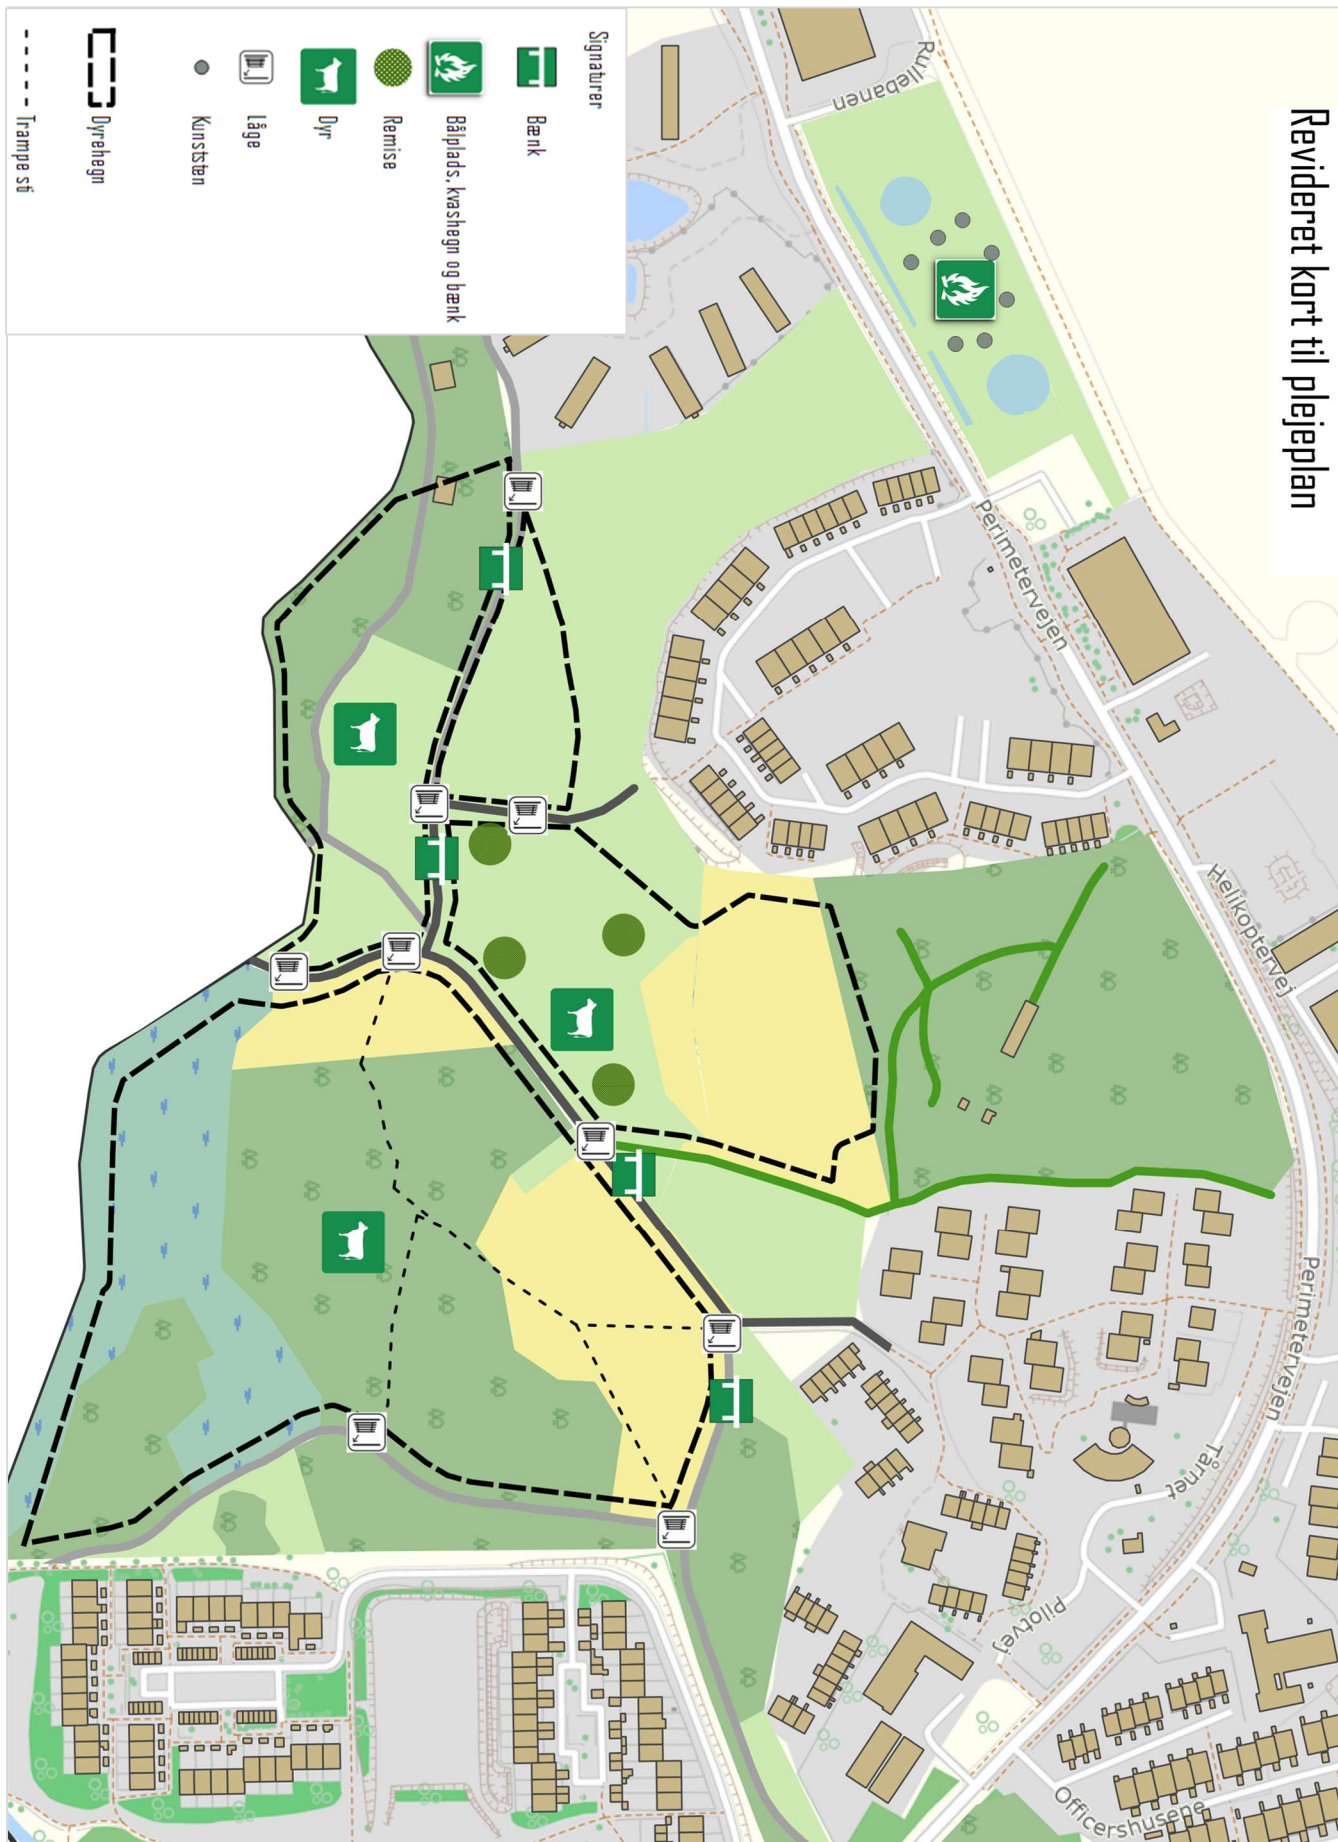 Revideret kort til plejeplan
Signaturer
Bænk
Bålplads, kvashegn og bænk
Remise
Dyr
Låge
Kunststen
Dyrehegn
Trampe sti
Rullebanen
Perimetervejen
Helikoptervej
Perimetervejen
Tårnet
Pilotvej
Officershusene